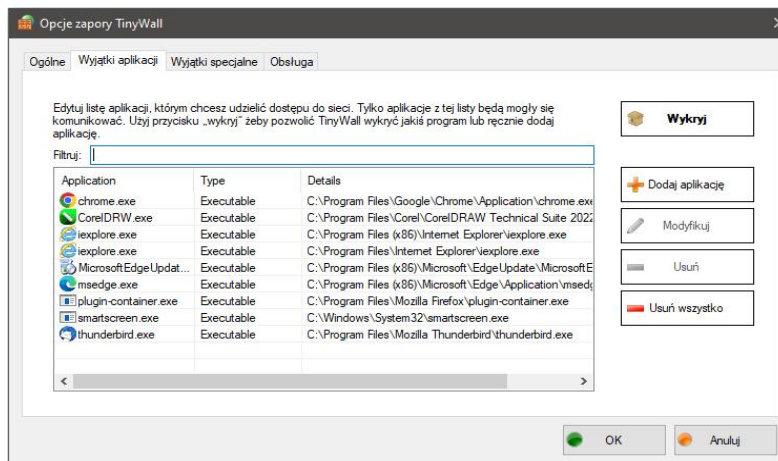 Opcje zapory TinyWall
Ogólne Wyjątki aplikacji Wyjątki specjalne Obsługa
Edytuj listę aplikacji, którym chcesz udzielić dostępu do sieci. Tylko aplikacje z tej listy będą mogły się
komunikować. Użyj przycisku „wykryj” żeby pozwolić TinyWall wykryć jakiś program lub ręcznie dodaj
aplikację.
Filtruj:
Application Type Details
chrome.exe Executable C:\Program Files\Google\Chrome\Application\chrome.exe
CorelDRW.exe Executable C:\Program Files\Corel\CorelDRAW Technical Suite 2022
iexplore.exe Executable C:\Program Files (x86)\Internet Explorer\iexplore.exe
iexplore.exe Executable C:\Program Files\Internet Explorer\iexplore.exe
MicrosoftEdgeUpdat... Executable C:\Program Files (x86)\Microsoft\EdgeUpdate\MicrosoftE
msedge.exe Executable C:\Program Files (x86)\Microsoft\Edge\Application\msedg
plugin-container.exe Executable C:\Program Files\Mozilla Firefox\plugin-container.exe
smartscreen.exe Executable C:\Windows\System32\smartscreen.exe
thunderbird.exe Executable C:\Program Files\Mozilla Thunderbird\thunderbird.exe
Wykryj
Dodaj aplikację
Modyfikuj
Usuń
Usuń wszystko
OK Anuluj